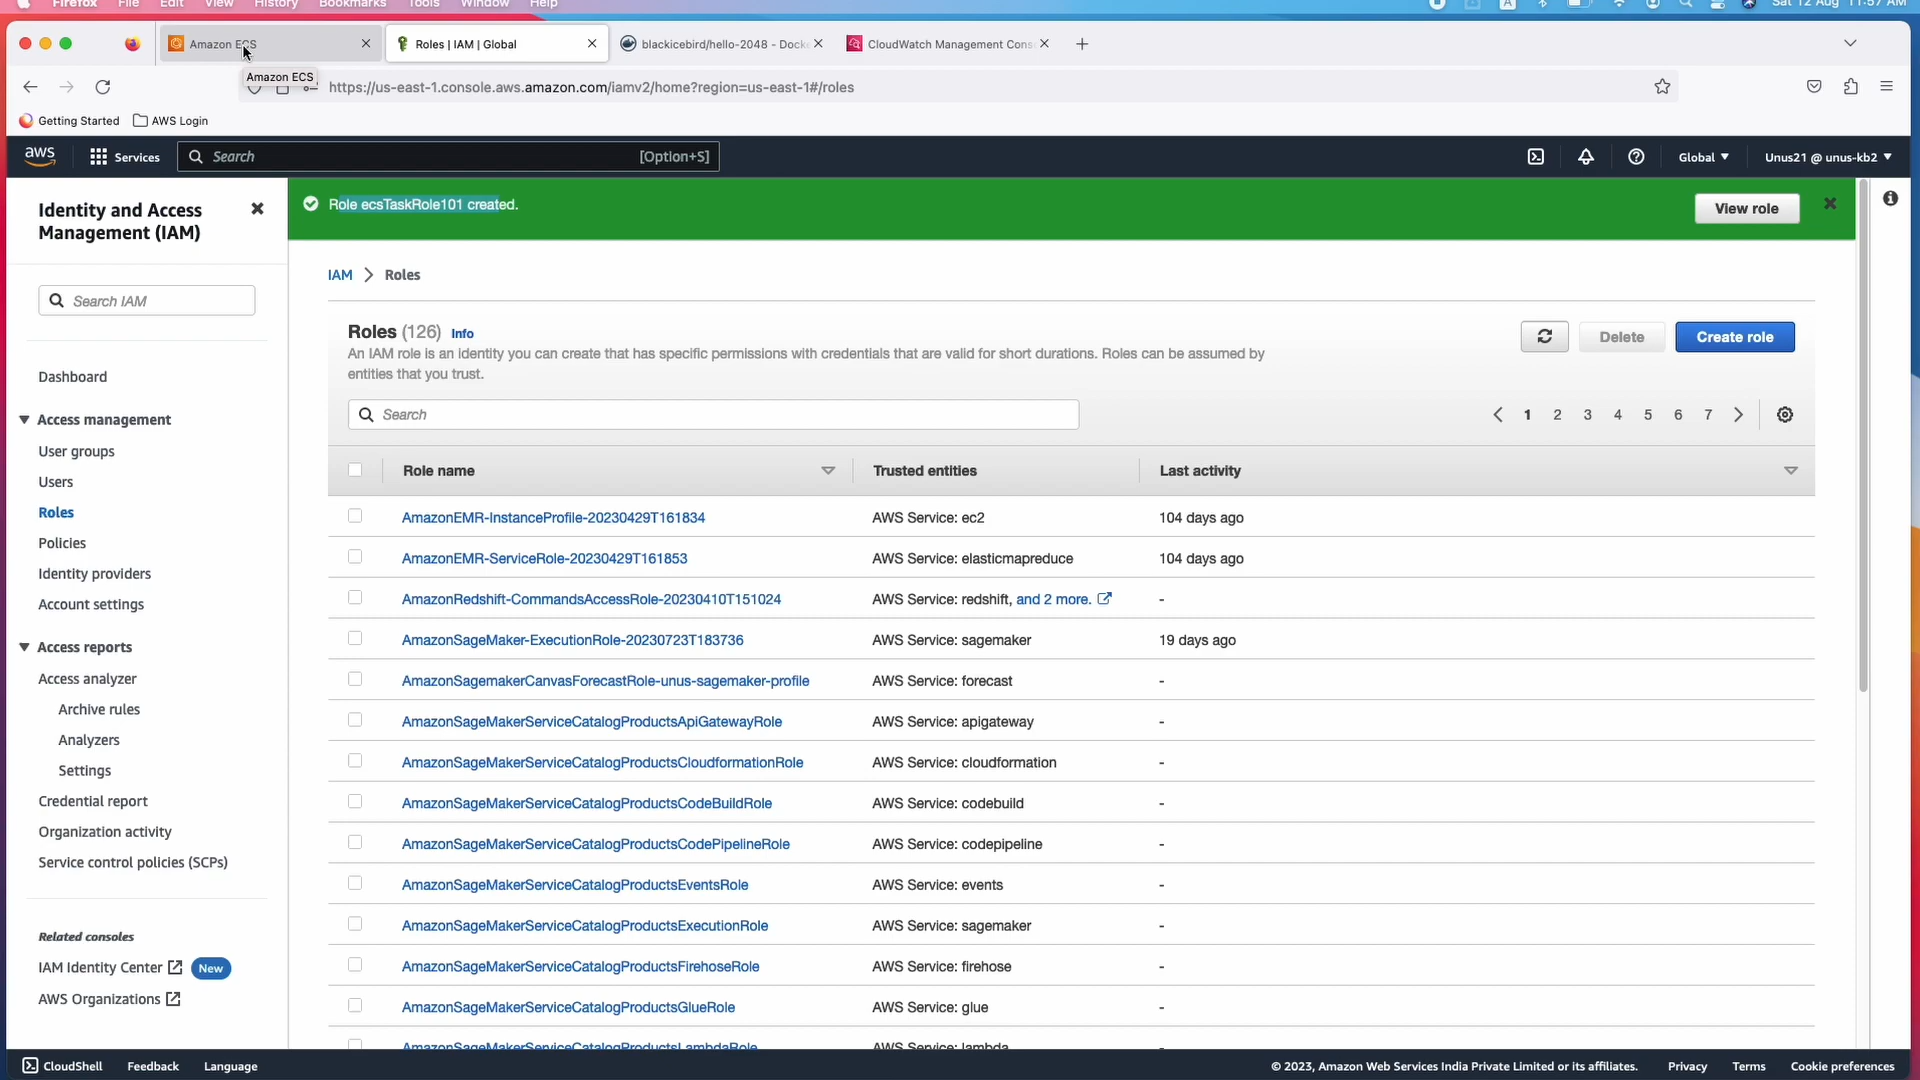 Firefox File Edit View History Bookmarks Tools Window Help Sat 12 Aug 11:57 AM
Amazon ECS Roles | IAM | Global blackicebird/hello-2048 - Docke CloudWatch Management Cons
Amazon ECS
https://us-east-1.console.aws.amazon.com/iamv2/home?region=us-east-1#/roles
Getting Started AWS Login
aws Services Search [Option+S] Global Unus21 @ unus-kb2
Identity and Access
Management (IAM)
Role ecsTaskRole101 created.
View role
IAM > Roles
Search IAM
Roles (126) Info
Delete Create role
An IAM role is an identity you can create that has specific permissions with credentials that are valid for short durations. Roles can be assumed by
entities that you trust.
Dashboard
Search
1 2 3 4 5 6 7
Access management
User groups
Users
Roles
Policies
Identity providers
Account settings
Access reports
Access analyzer
Archive rules
Analyzers
Settings
Credential report
Organization activity
Service control policies (SCPs)
Related consoles
IAM Identity Center New
AWS Organizations
Role name Trusted entities Last activity
AmazonEMR-InstanceProfile-20230429T161834 AWS Service: ec2 104 days ago
AmazonEMR-ServiceRole-20230429T161853 AWS Service: elasticmapreduce 104 days ago
AmazonRedshift-CommandsAccessRole-20230410T151024 AWS Service: redshift, and 2 more. -
AmazonSageMaker-ExecutionRole-20230723T183736 AWS Service: sagemaker 19 days ago
AmazonSagemakerCanvasForecastRole-unus-sagemaker-profile AWS Service: forecast -
AmazonSageMakerServiceCatalogProductsApiGatewayRole AWS Service: apigateway -
AmazonSageMakerServiceCatalogProductsCloudformationRole AWS Service: cloudformation -
AmazonSageMakerServiceCatalogProductsCodeBuildRole AWS Service: codebuild -
AmazonSageMakerServiceCatalogProductsCodePipelineRole AWS Service: codepipeline -
AmazonSageMakerServiceCatalogProductsEventsRole AWS Service: events -
AmazonSageMakerServiceCatalogProductsExecutionRole AWS Service: sagemaker -
AmazonSageMakerServiceCatalogProductsFirehoseRole AWS Service: firehose -
AmazonSageMakerServiceCatalogProductsGlueRole AWS Service: glue -
AmazonSageMakerServiceCatalogProductsLambdaRole AWS Service: lambda -
CloudShell Feedback Language © 2023, Amazon Web Services India Private Limited or its affiliates. Privacy Terms Cookie preferences